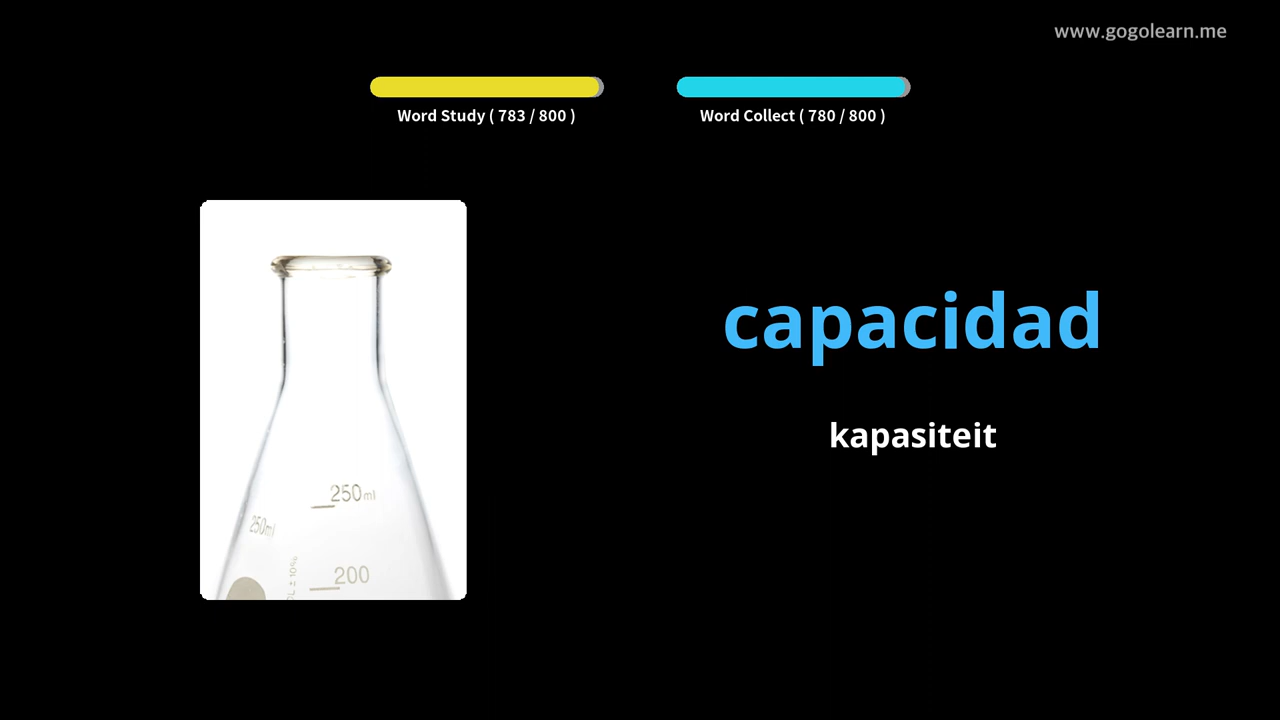 www.gogolearn.me
Word Study ( 783 / 800 )
Word Collect ( 780 / 800 )
capacidad
kapasiteit
250ml
250ml
200